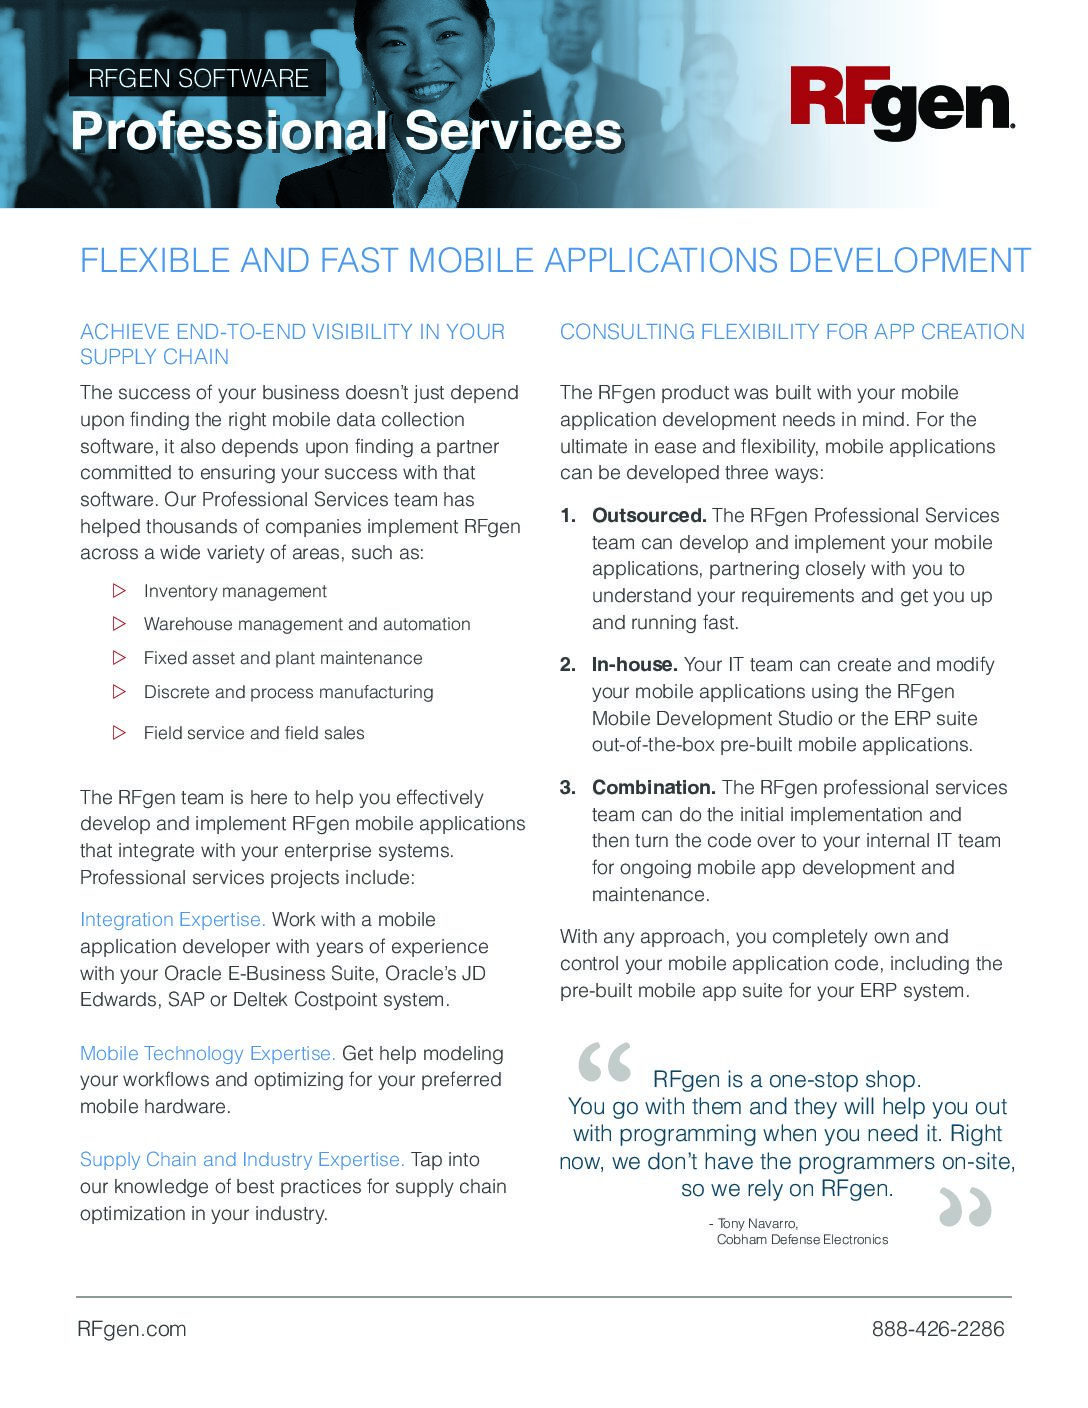 RFGEN SOFTWARE
Professional Services
RFgen.
FLEXIBLE AND FAST MOBILE APPLICATIONS DEVELOPMENT
ACHIEVE END-TO-END VISIBILITY IN YOUR
SUPPLY CHAIN
The success of your business doesn’t just depend
upon finding the right mobile data collection
software, it also depends upon finding a partner
committed to ensuring your success with that
software. Our Professional Services team has
helped thousands of companies implement RFgen
across a wide variety of areas, such as:
Inventory management
Warehouse management and automation
Fixed asset and plant maintenance
Discrete and process manufacturing
Field service and field sales
The RFgen team is here to help you effectively
develop and implement RFgen mobile applications
that integrate with your enterprise systems.
Professional services projects include:
Integration Expertise. Work with a mobile
application developer with years of experience
with your Oracle E-Business Suite, Oracle’s JD
Edwards, SAP or Deltek Costpoint system.
Mobile Technology Expertise. Get help modeling
your workflows and optimizing for your preferred
mobile hardware.
Supply Chain and Industry Expertise. Tap into
our knowledge of best practices for supply chain
optimization in your industry.
CONSULTING FLEXIBILITY FOR APP CREATION
The RFgen product was built with your mobile
application development needs in mind. For the
ultimate in ease and flexibility, mobile applications
can be developed three ways:
1. Outsourced. The RFgen Professional Services
team can develop and implement your mobile
applications, partnering closely with you to
understand your requirements and get you up
and running fast.
2. In-house. Your IT team can create and modify
your mobile applications using the RFgen
Mobile Development Studio or the ERP suite
out-of-the-box pre-built mobile applications.
3. Combination. The RFgen professional services
team can do the initial implementation and
then turn the code over to your internal IT team
for ongoing mobile app development and
maintenance.
With any approach, you completely own and
control your mobile application code, including the
pre-built mobile app suite for your ERP system.
“ RFgen is a one-stop shop.
You go with them and they will help you out
with programming when you need it. Right
now, we don’t have the programmers on-site,
so we rely on RFgen. ”
- Tony Navarro,
Cobham Defense Electronics
RFgen.com
888-426-2286